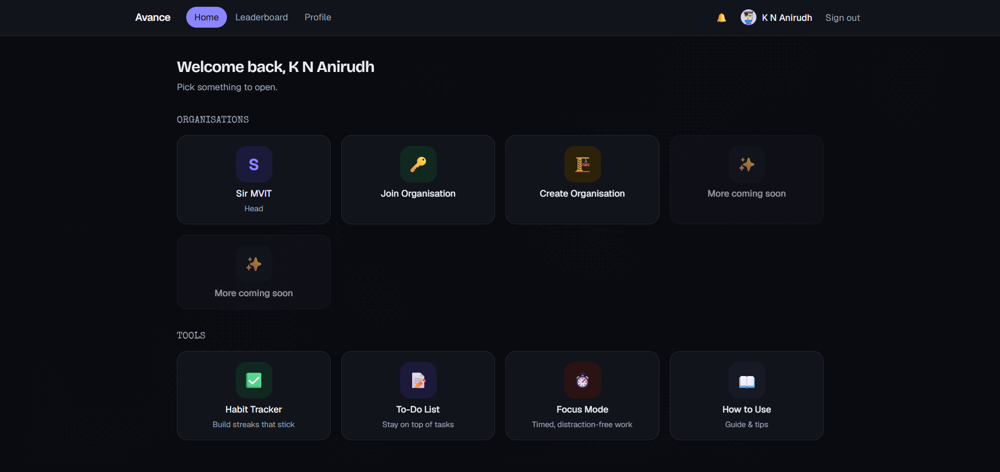 Avance Home Leaderboard Profile K N Anirudh Sign out
Welcome back, K N Anirudh
Pick something to open.
ORGANISATIONS
S
Sir MVIT
Head
Join Organisation
Create Organisation
More coming soon
More coming soon
TOOLS
Habit Tracker
Build streaks that stick
To-Do List
Stay on top of tasks
Focus Mode
Timed, distraction-free work
How to Use
Guide & tips